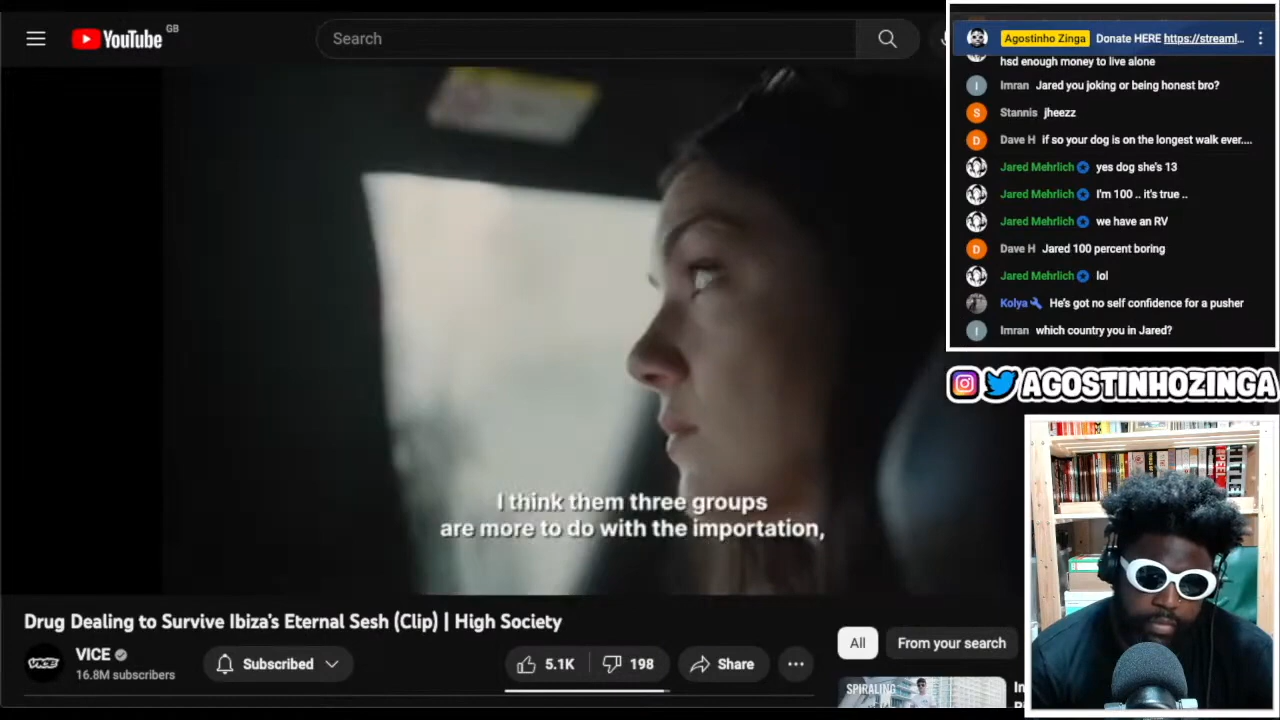 YouTube GB
Search
I think them three groups
are more to do with the importation,
Drug Dealing to Survive Ibiza's Eternal Sesh (Clip) | High Society
VICE
VICE
16.8M subscribers
Subscribed
5.1K
198
Share
All
From your search
SPIRALING
Agostinho Zinga Donate HERE https://streaml...
hsd enough money to live alone
I Imran Jared you joking or being honest bro?
S Stannis jheezz
D Dave H if so your dog is on the longest walk ever....
Jared Mehrlich yes dog she's 13
Jared Mehrlich I'm 100 .. it's true ..
Jared Mehrlich we have an RV
D Dave H Jared 100 percent boring
Jared Mehrlich lol
Kolya He's got no self confidence for a pusher
I Imran which country you in Jared?
AGOSTINHOZINGA